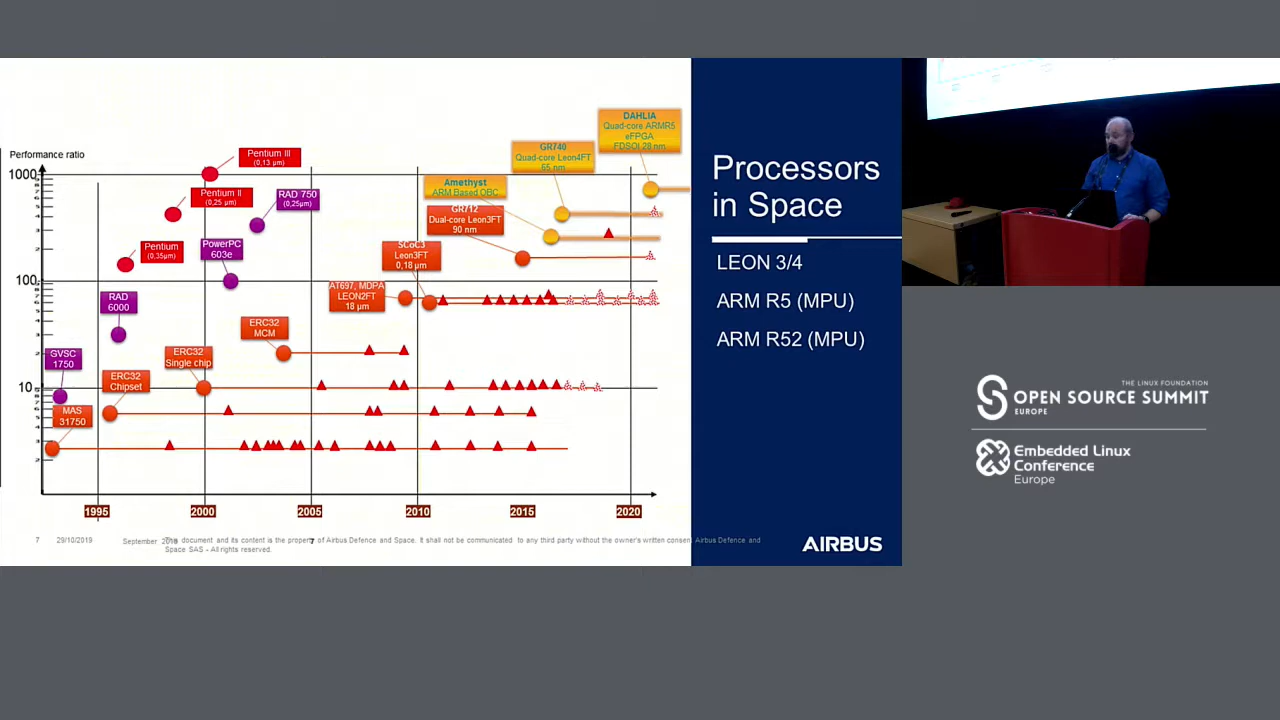 Performance ratio
1000
100
10
Pentium III
(0,13 µm)
Pentium II
(0,25 µm)
Pentium
(0,35µm)
RAD 750
(0,25µm)
PowerPC
603e
RAD
6000
GVSC
1750
MAS
31750
ERC32
Chipset
ERC32
Single chip
ERC32
MCM
AT697, MDPA
LEON2FT
18 µm
SCoC3
Leon3FT
0,18 µm
GR712
Dual-core Leon3FT
90 nm
Amethyst
ARM Based OBC
GR740
Quad-core Leon4FT
65 nm
DAHLIA
Quad-core ARMR5
eFPGA
FDSOI 28 nm
1995
2000
2005
2010
2015
2020
7
29/10/2019
September
This document and its content is the property of Airbus Defence and Space. It shall not be communicated to any third party without the owner's written consent Airbus Defence and
Space SAS - All rights reserved.
7
Processors
in Space
LEON 3/4
ARM R5 (MPU)
ARM R52 (MPU)
AIRBUS
THE LINUX FOUNDATION
OPEN SOURCE SUMMIT
EUROPE
Embedded Linux
Conference
Europe